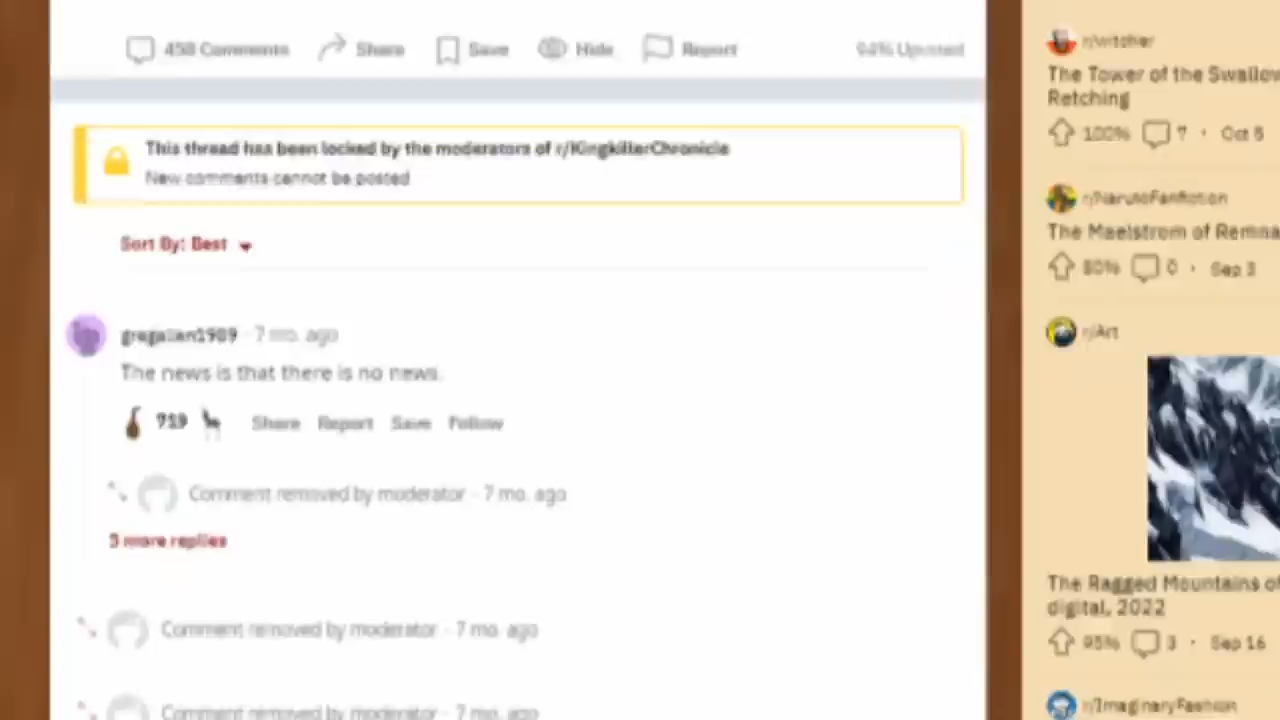 458 Comments Share Save Hide Report 94% Upvoted
This thread has been locked by the moderators of r/KingkillerChronicle
New comments cannot be posted
Sort By: Best
7 mo. ago
The news is that there is no news.
719 Share Report Save Follow
Comment removed by moderator · 7 mo. ago
3 more replies
Comment removed by moderator · 7 mo. ago
Comment removed by moderator · 7 mo. ago
r/witcher
The Tower of the Swallow
Retching
100% 7 · Oct 5
r/NarutoFanfiction
The Maelstrom of Remna
80% 0 · Sep 3
r/Art
The Ragged Mountains of
digital, 2022
95% 3 · Sep 16
r/ImaginaryFashion